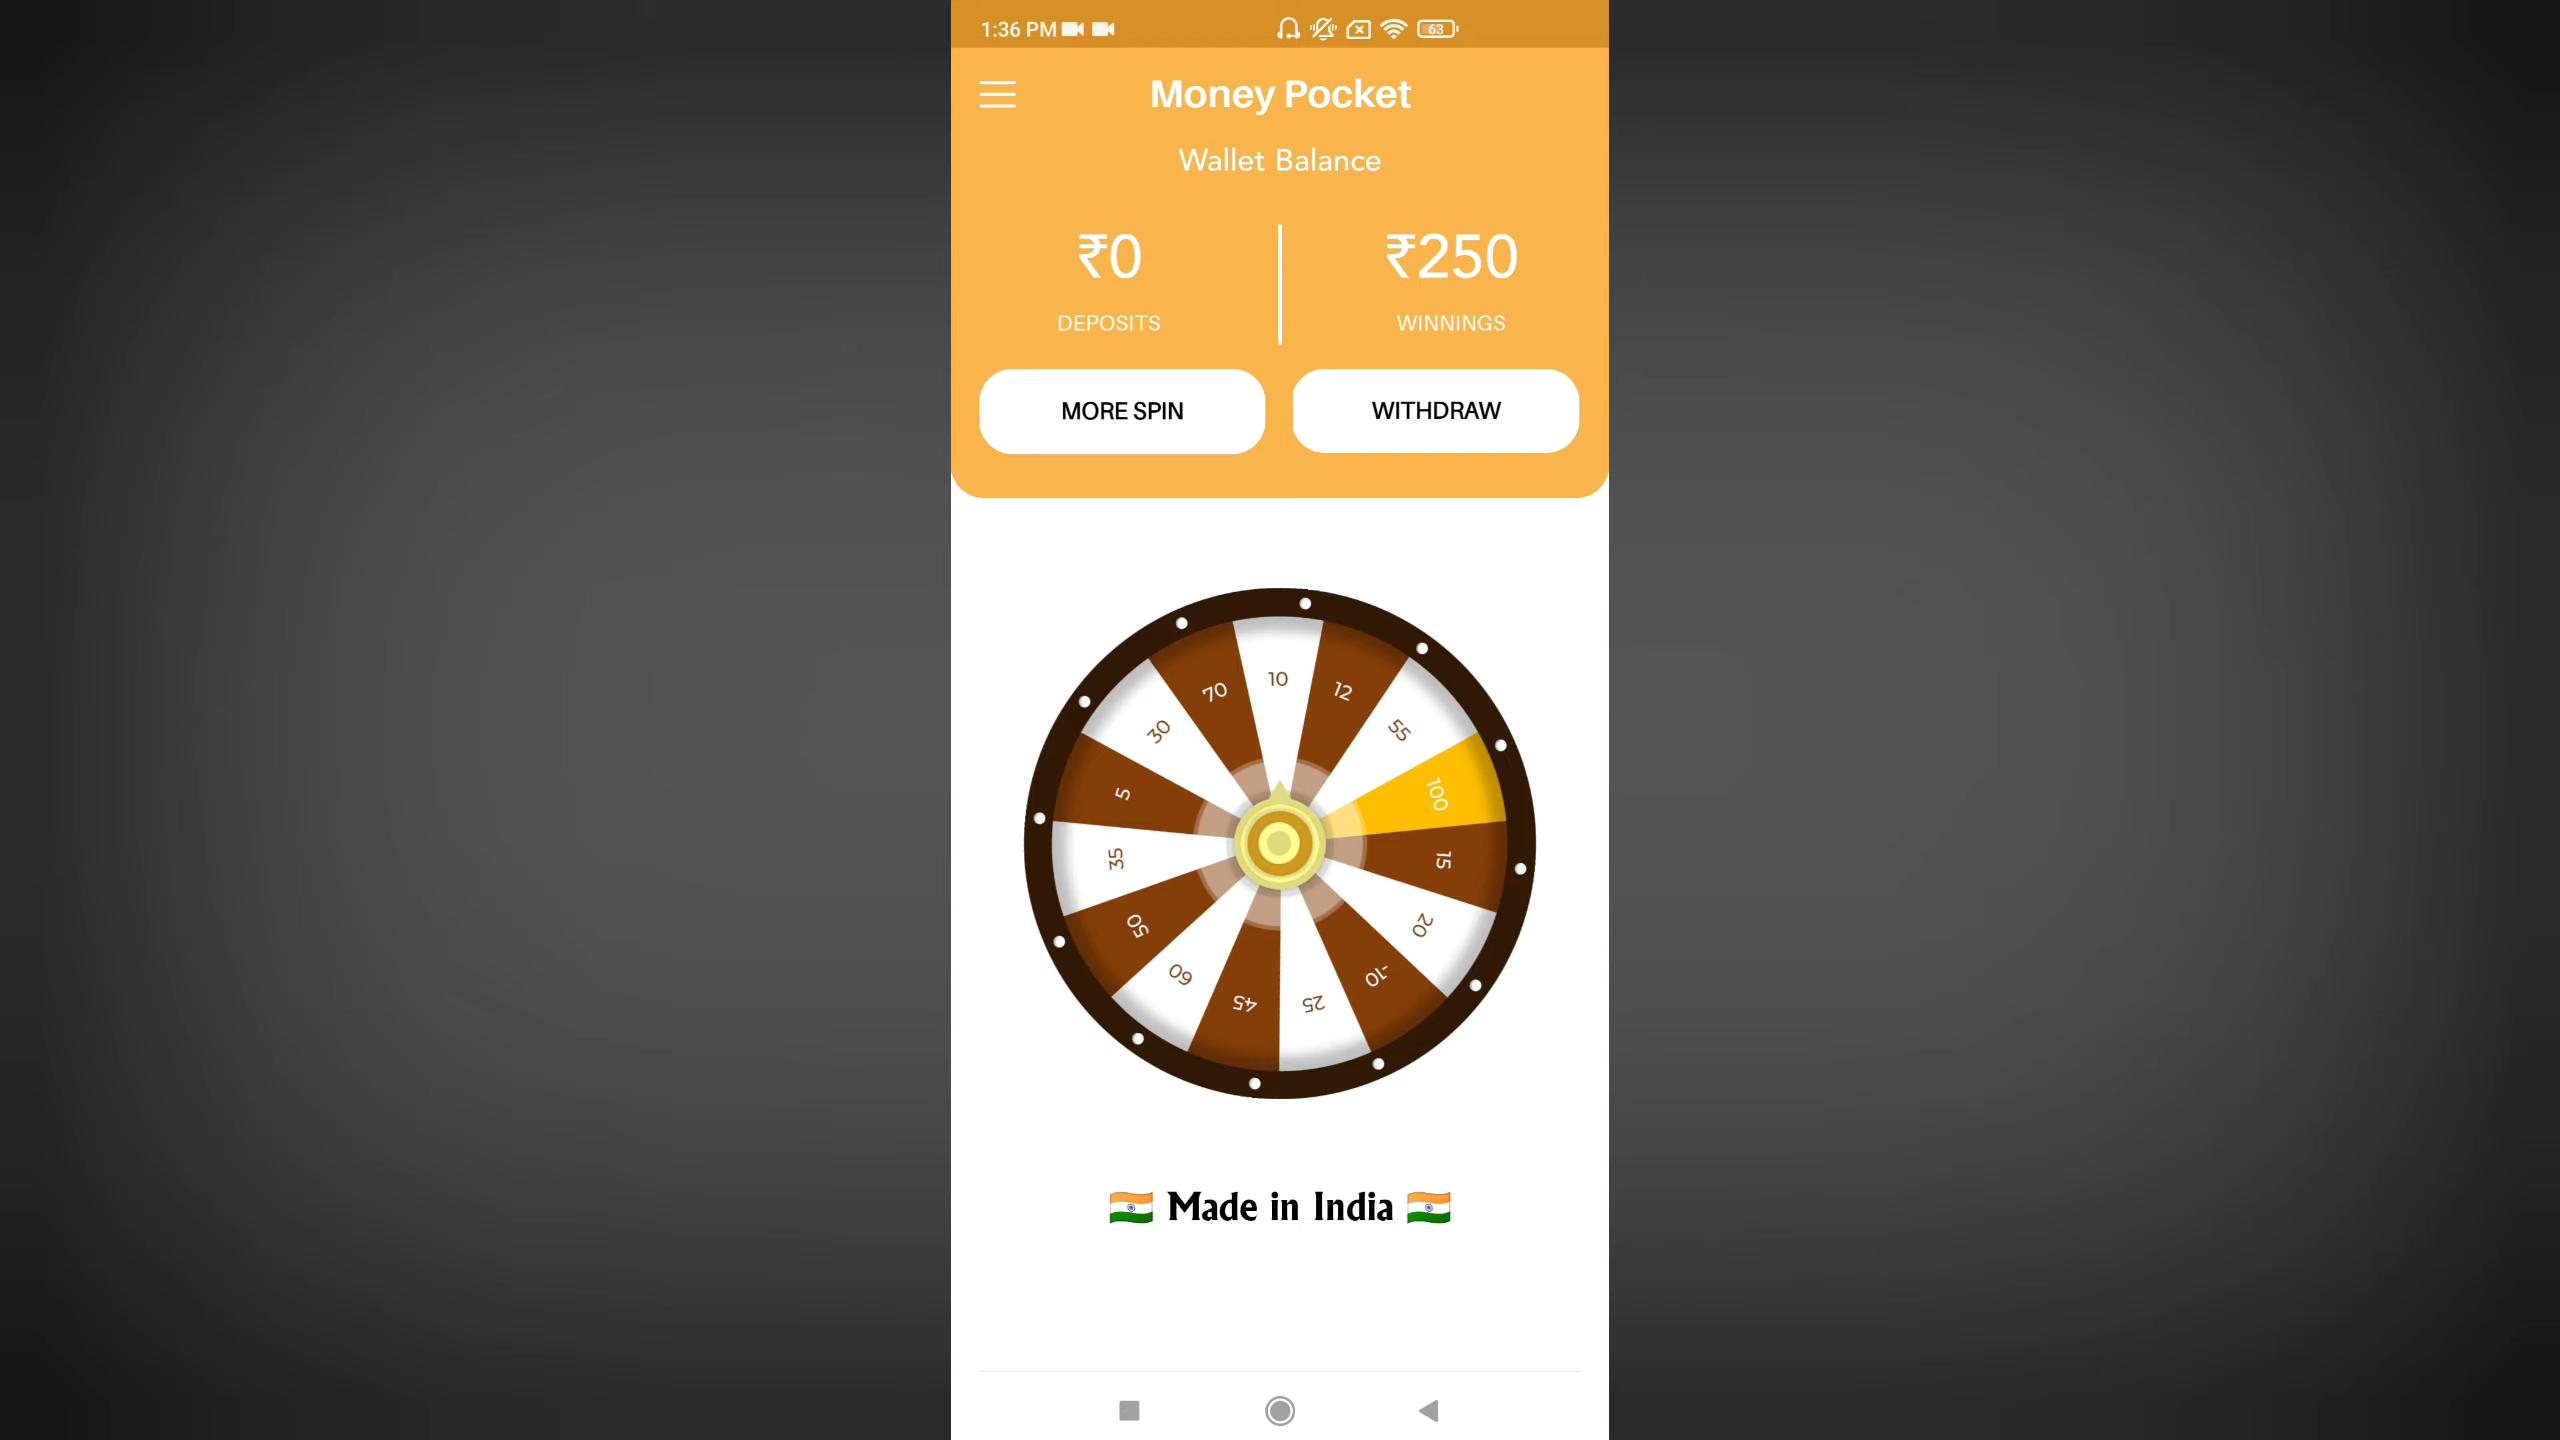 1:36 PM
63
Money Pocket
Wallet Balance
₹0
₹250
DEPOSITS
WINNINGS
MORE SPIN
WITHDRAW
10
12
55
100
15
20
-10
25
45
60
50
35
5
30
70
Made in India